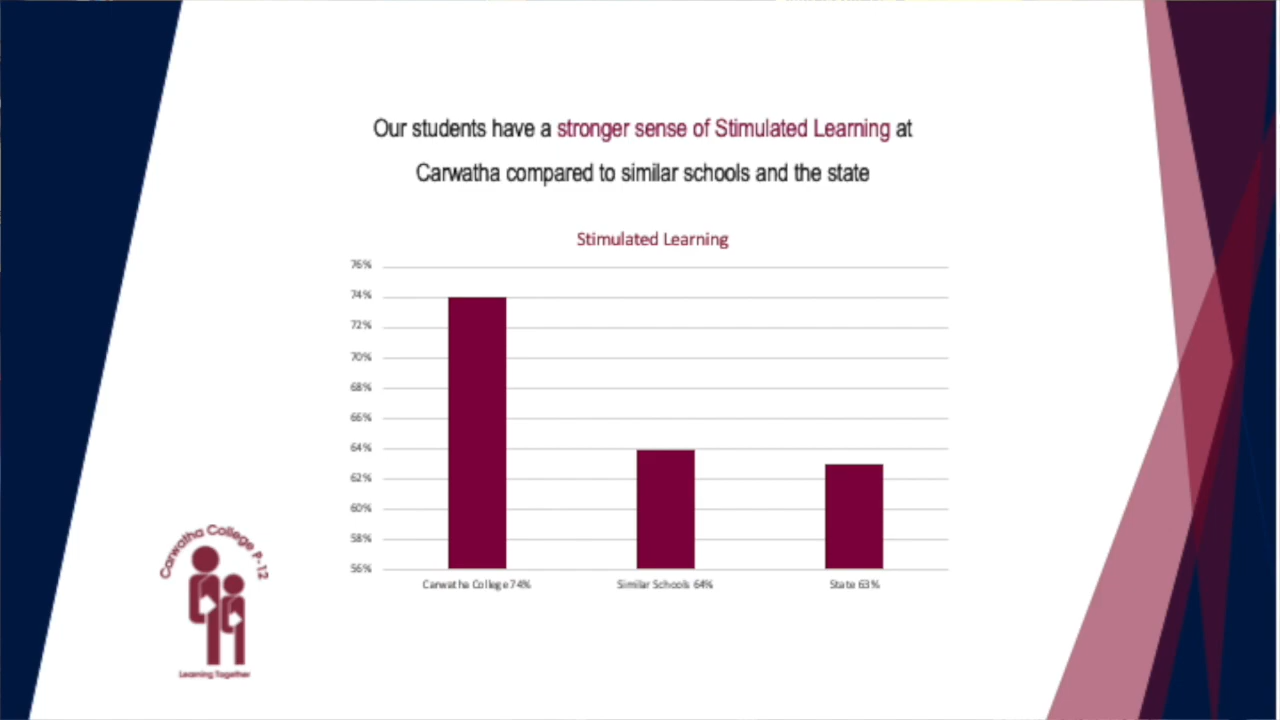 Our students have a stronger sense of Stimulated Learning at
Carwatha compared to similar schools and the state
Stimulated Learning
76%
74%
72%
70%
68%
66%
64%
62%
60%
58%
56%
Carwatha College 74%
Similar Schools 64%
State 63%
Carwatha College P-12
Learning Together